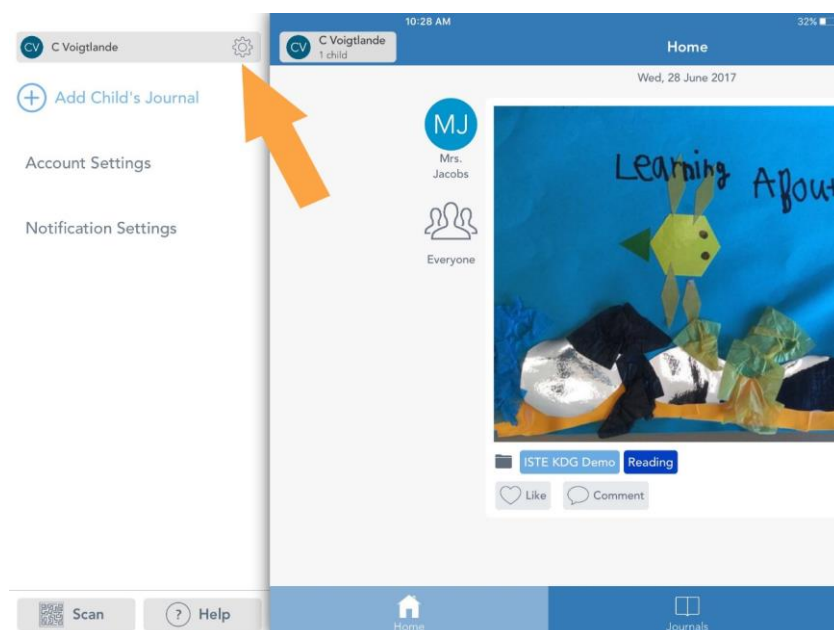 CV C Voigtlande
Add Child's Journal
Account Settings
Notification Settings
Scan
? Help
10:28 AM
32%
CV C Voigtlande
1 child
Home
Wed, 28 June 2017
MJ
Mrs.
Jacobs
Everyone
Learning About
ISTE KDG Demo Reading
Like Comment
Home
Journals